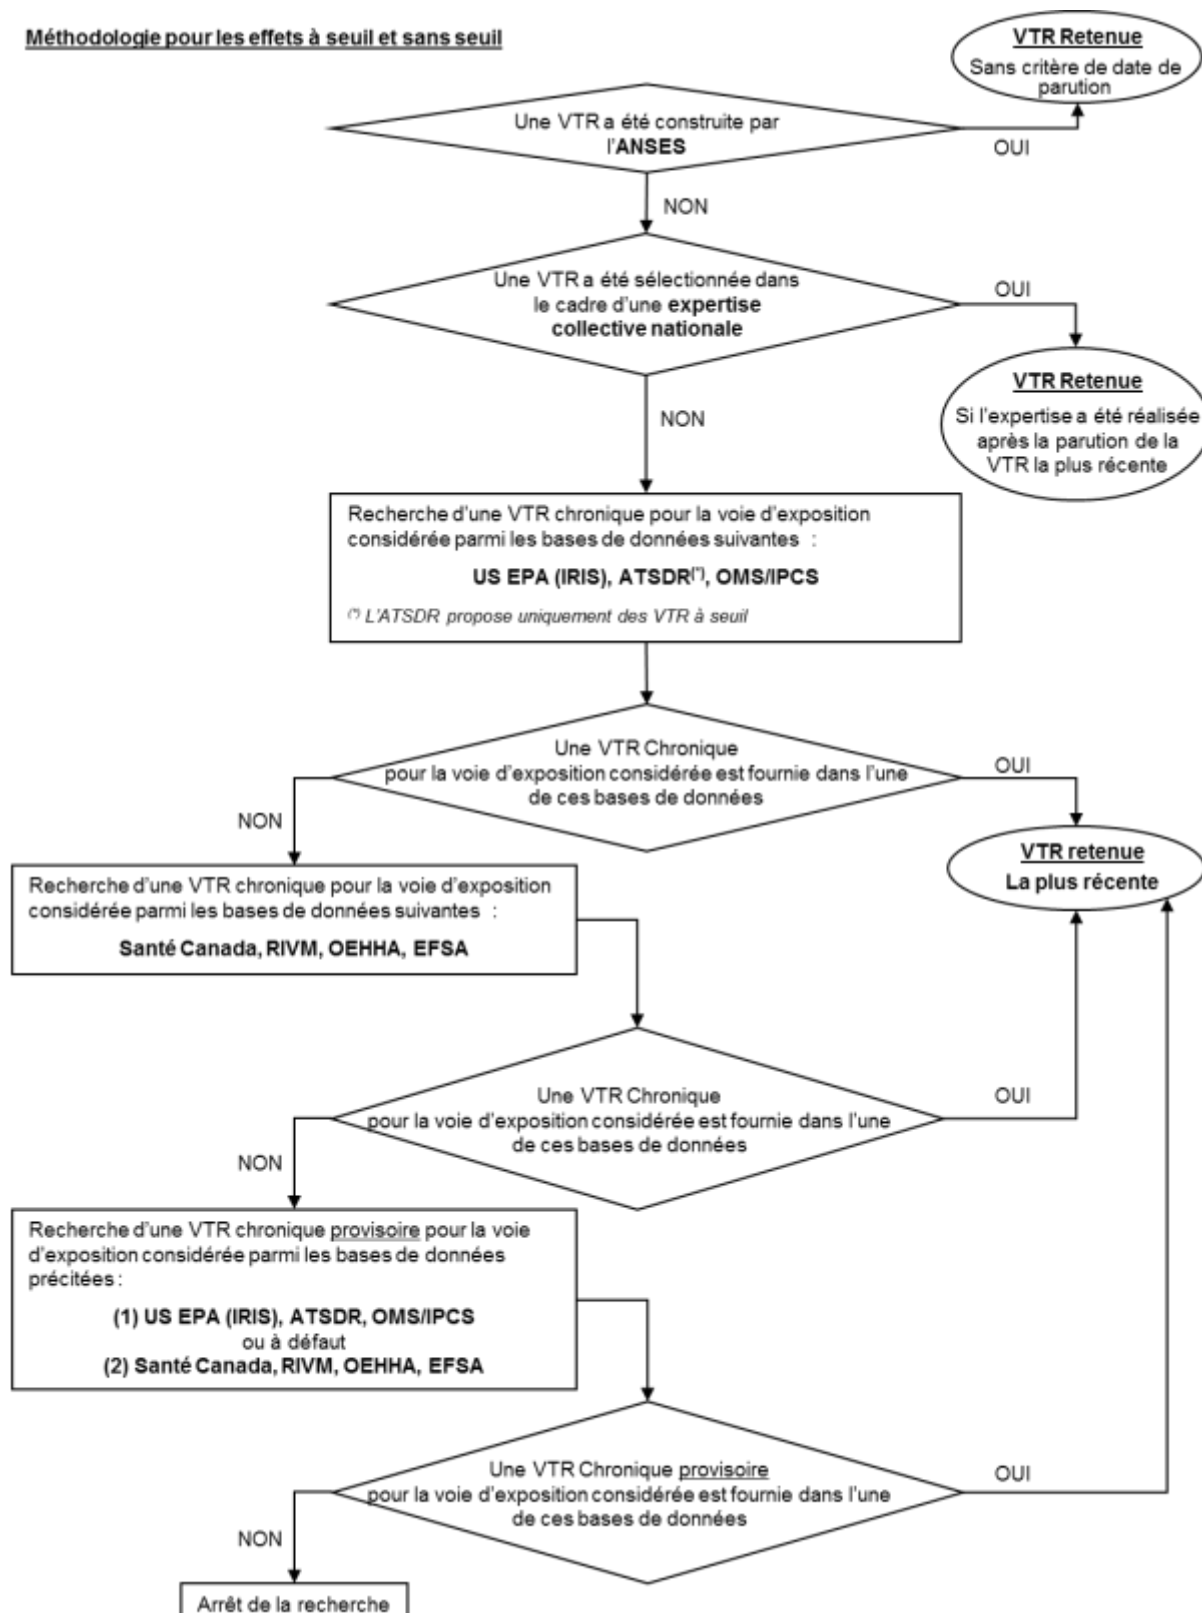 Méthodologie pour les effets à seuil et sans seuil
VTR Retenue
Sans critère de date de
parution
Une VTR a été construite par
l'ANSES
OUI
NON
Une VTR a été sélectionnée dans
le cadre d'une expertise
collective nationale
OUI
VTR Retenue
Si l'expertise a été réalisée
après la parution de la
VTR la plus récente
NON
Recherche d'une VTR chronique pour la voie d'exposition
considérée parmi les bases de données suivantes :
US EPA (IRIS), ATSDR(*), OMS/IPCS
(*) L'ATSDR propose uniquement des VTR à seuil
Une VTR Chronique
pour la voie d'exposition considérée est fournie dans l'une
de ces bases de données
OUI
NON
VTR retenue
La plus récente
Recherche d'une VTR chronique pour la voie d'exposition
considérée parmi les bases de données suivantes :
Santé Canada, RIVM, OEHHA, EFSA
Une VTR Chronique
pour la voie d'exposition considérée est fournie dans l'une
de ces bases de données
OUI
NON
Recherche d'une VTR chronique provisoire pour la voie
d'exposition considérée parmi les bases de données
précitées :
(1) US EPA (IRIS), ATSDR, OMS/IPCS
ou à défaut
(2) Santé Canada, RIVM, OEHHA, EFSA
Une VTR Chronique provisoire
pour la voie d'exposition considérée est fournie dans l'une
de ces bases de données
OUI
NON
Arrêt de la recherche